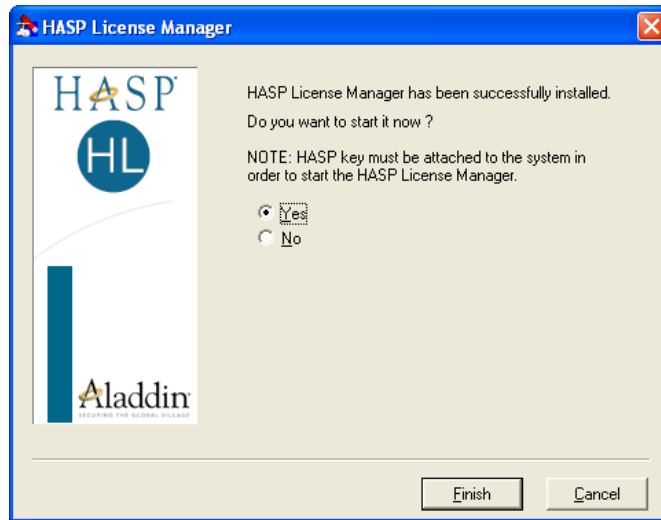 HASP License Manager
HASP®
HL
HASP License Manager has been successfully installed.
Do you want to start it now ?
NOTE: HASP key must be attached to the system in
order to start the HASP License Manager.
Yes
No
Aladdin
SECURING THE GLOBAL VILLAGE
Finish
Cancel